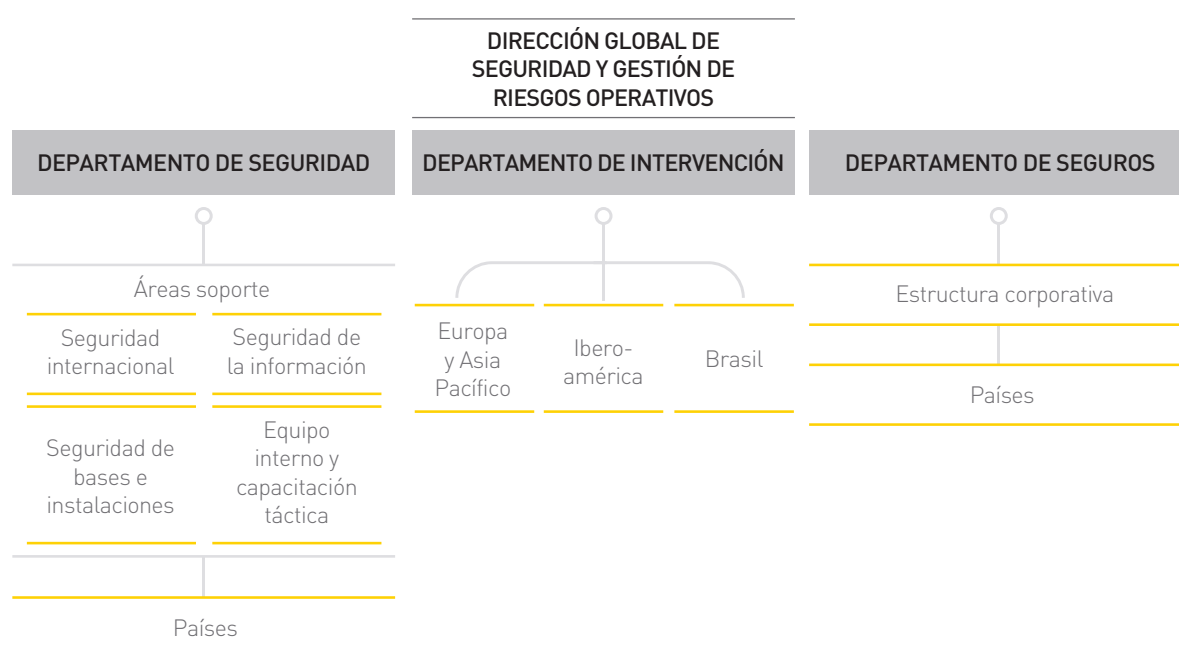 DIRECCIÓN GLOBAL DE
SEGURIDAD Y GESTIÓN DE
RIESGOS OPERATIVOS
DEPARTAMENTO DE SEGURIDAD
Áreas soporte
Seguridad
internacional
Seguridad de
la información
Seguridad de
bases e
instalaciones
Equipo
interno y
capacitación
táctica
Países
DEPARTAMENTO DE INTERVENCIÓN
Europa
y Asia
Pacífico
Ibero-
américa
Brasil
DEPARTAMENTO DE SEGUROS
Estructura corporativa
Países